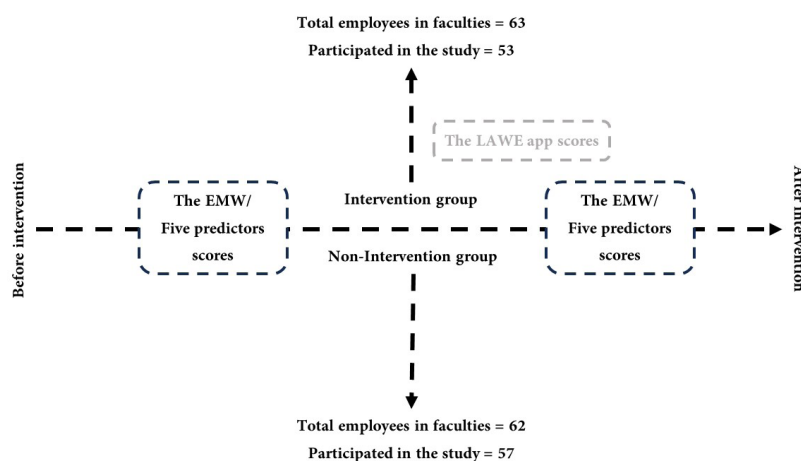 Total employees in faculties = 63
Participated in the study = 53
The LAWE app scores
Before intervention
The EMW/
Five predictors
scores
Intervention group
Non-Intervention group
The EMW/
Five predictors
scores
After intervention
Total employees in faculties = 62
Participated in the study = 57